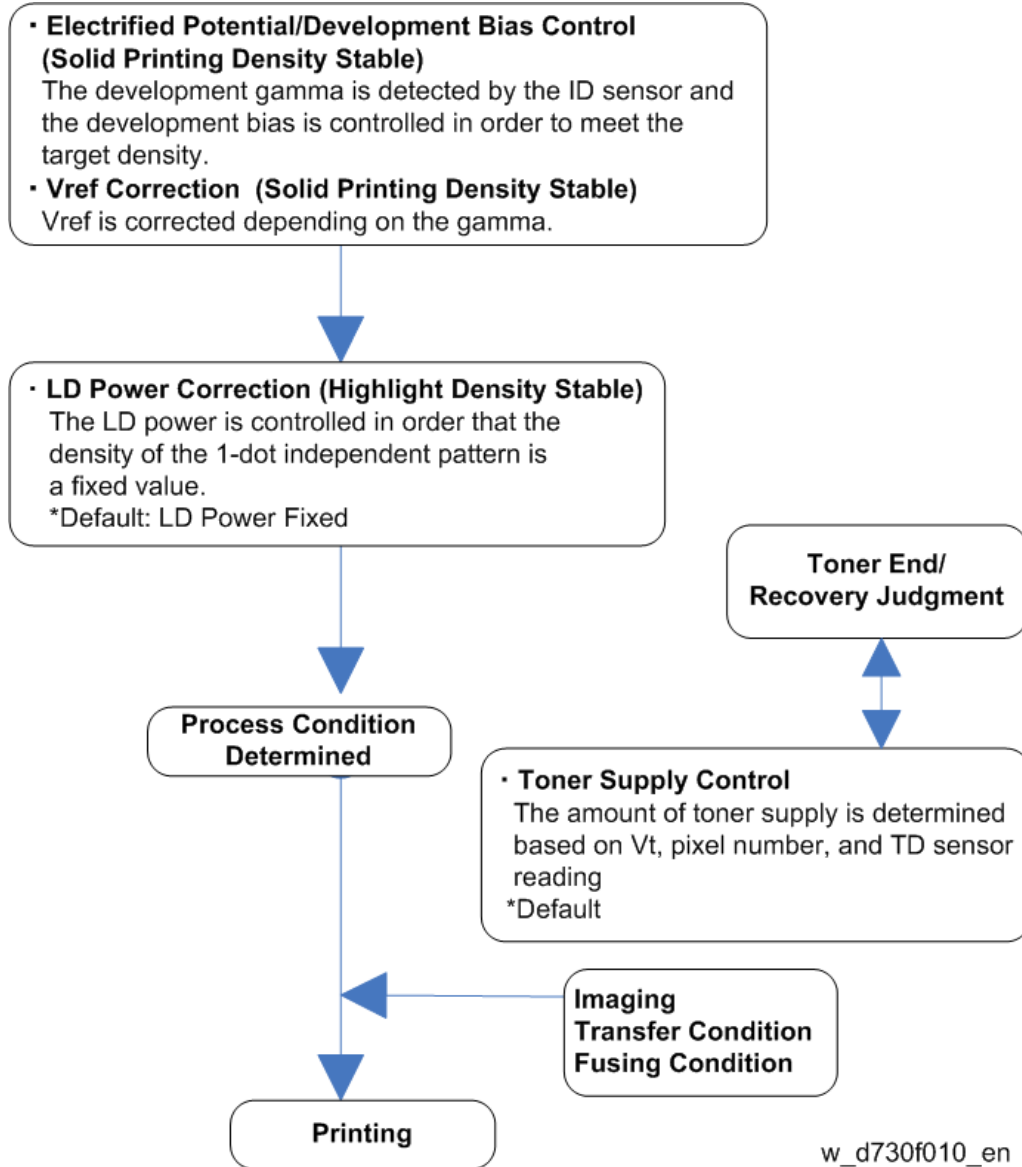 ・ Electrified Potential/Development Bias Control
(Solid Printing Density Stable)
The development gamma is detected by the ID sensor and
the development bias is controlled in order to meet the
target density.
・ Vref Correction (Solid Printing Density Stable)
Vref is corrected depending on the gamma.
・ LD Power Correction (Highlight Density Stable)
The LD power is controlled in order that the
density of the 1-dot independent pattern is
a fixed value.
*Default: LD Power Fixed
Toner End/
Recovery Judgment
Process Condition
Determined
・ Toner Supply Control
The amount of toner supply is determined
based on Vt, pixel number, and TD sensor
reading
*Default
Imaging
Transfer Condition
Fusing Condition
Printing
w_d730f010_en